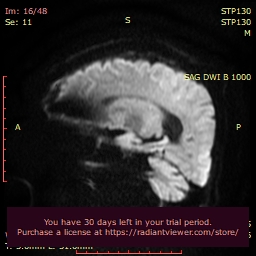 Im: 16/48
Se: 11
STP130
STP130
M
S
SAG DWI B 1000
A
P
You have 30 days left in your trial period.
Purchase a license at https://radiantviewer.com/store/